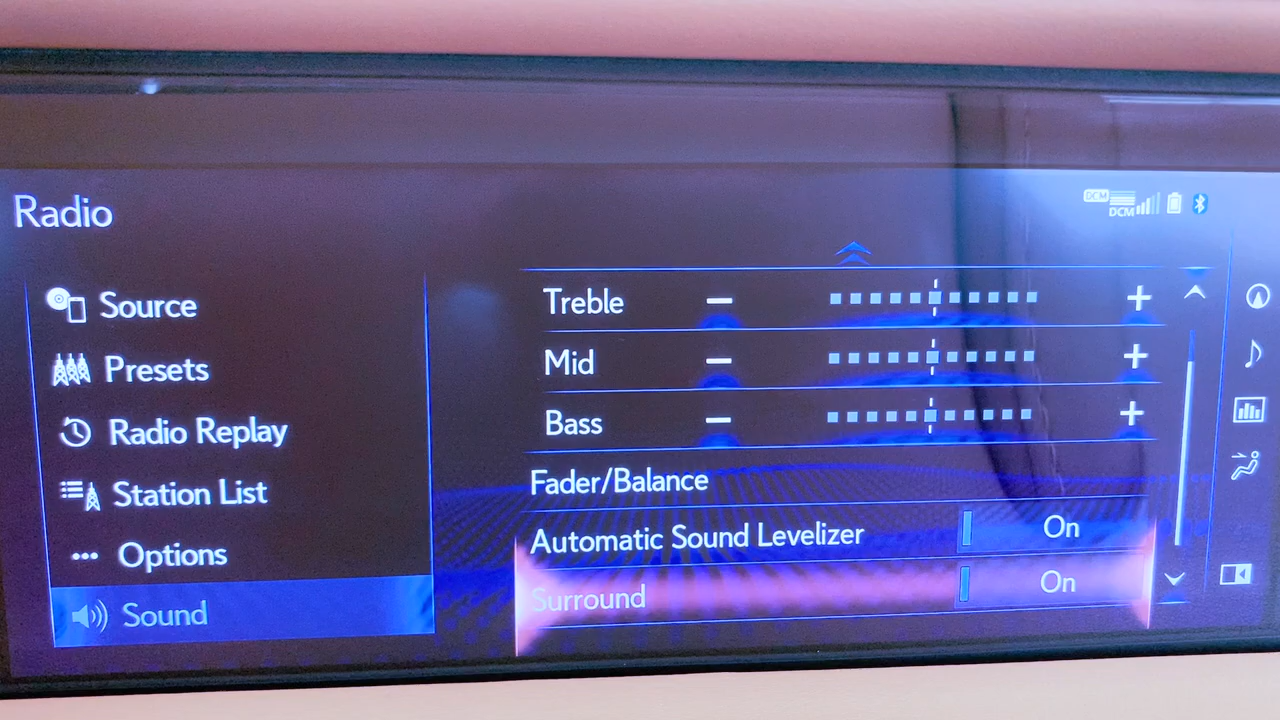 Radio
DCM
DCM
Source
Presets
Radio Replay
Station List
Options
Sound
Treble
Mid
Bass
Fader/Balance
Automatic Sound Levelizer On
Surround On